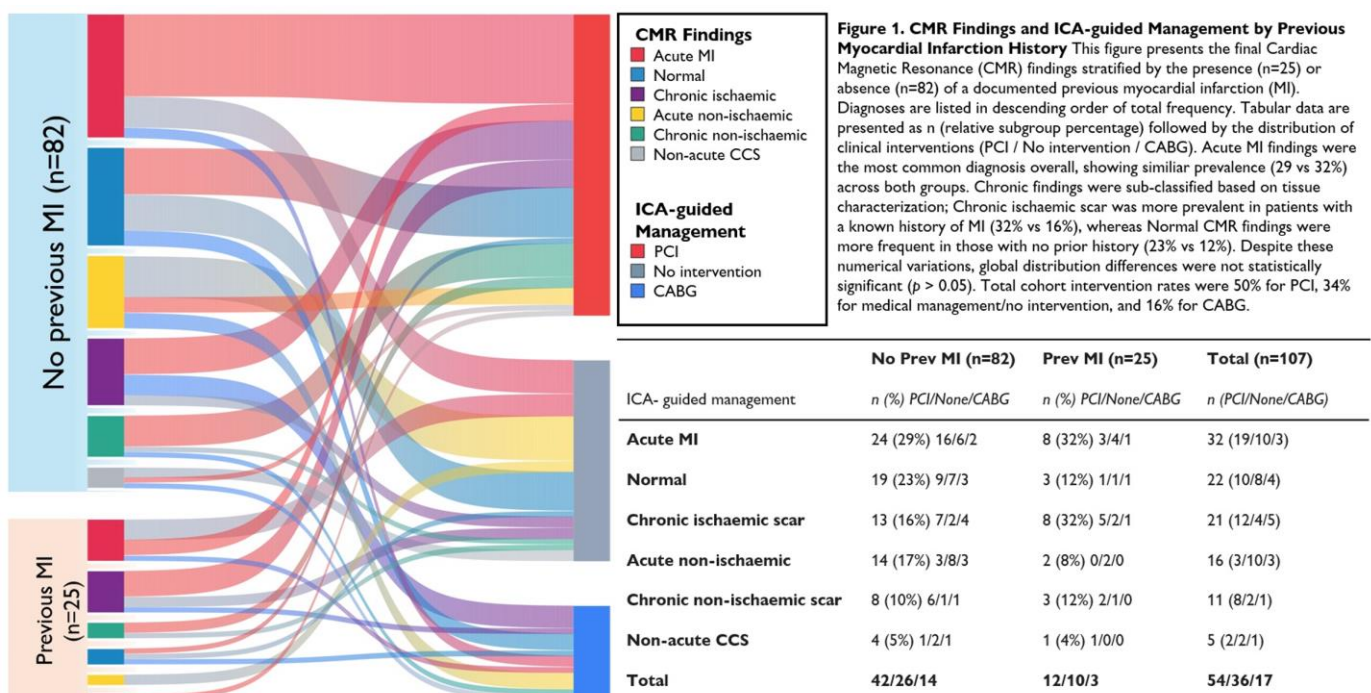 No previous MI (n=82)
Previous MI
(n=25)
CMR Findings
Acute MI
Normal
Chronic ischaemic
Acute non-ischaemic
Chronic non-ischaemic
Non-acute CCS
ICA-guided
Management
PCI
No intervention
CABG
Figure 1. CMR Findings and ICA-guided Management by Previous
Myocardial Infarction History This figure presents the final Cardiac
Magnetic Resonance (CMR) findings stratified by the presence (n=25) or
absence (n=82) of a documented previous myocardial infarction (MI).
Diagnoses are listed in descending order of total frequency. Tabular data are
presented as n (relative subgroup percentage) followed by the distribution of
clinical interventions (PCI / No intervention / CABG). Acute MI findings were
the most common diagnosis overall, showing similiar prevalence (29 vs 32%)
across both groups. Chronic findings were sub-classified based on tissue
characterization; Chronic ischaemic scar was more prevalent in patients with
a known history of MI (32% vs 16%), whereas Normal CMR findings were
more frequent in those with no prior history (23% vs 12%). Despite these
numerical variations, global distribution differences were not statistically
significant (p > 0.05). Total cohort intervention rates were 50% for PCI, 34%
for medical management/no intervention, and 16% for CABG.
No Prev MI (n=82) Prev MI (n=25) Total (n=107)
ICA- guided management n (%) PCI/None/CABG n (%) PCI/None/CABG n (PCI/None/CABG)
Acute MI 24 (29%) 16/6/2 8 (32%) 3/4/1 32 (19/10/3)
Normal 19 (23%) 9/7/3 3 (12%) 1/1/1 22 (10/8/4)
Chronic ischaemic scar 13 (16%) 7/2/4 8 (32%) 5/2/1 21 (12/4/5)
Acute non-ischaemic 14 (17%) 3/8/3 2 (8%) 0/2/0 16 (3/10/3)
Chronic non-ischaemic scar 8 (10%) 6/1/1 3 (12%) 2/1/0 11 (8/2/1)
Non-acute CCS 4 (5%) 1/2/1 1 (4%) 1/0/0 5 (2/2/1)
Total 42/26/14 12/10/3 54/36/17